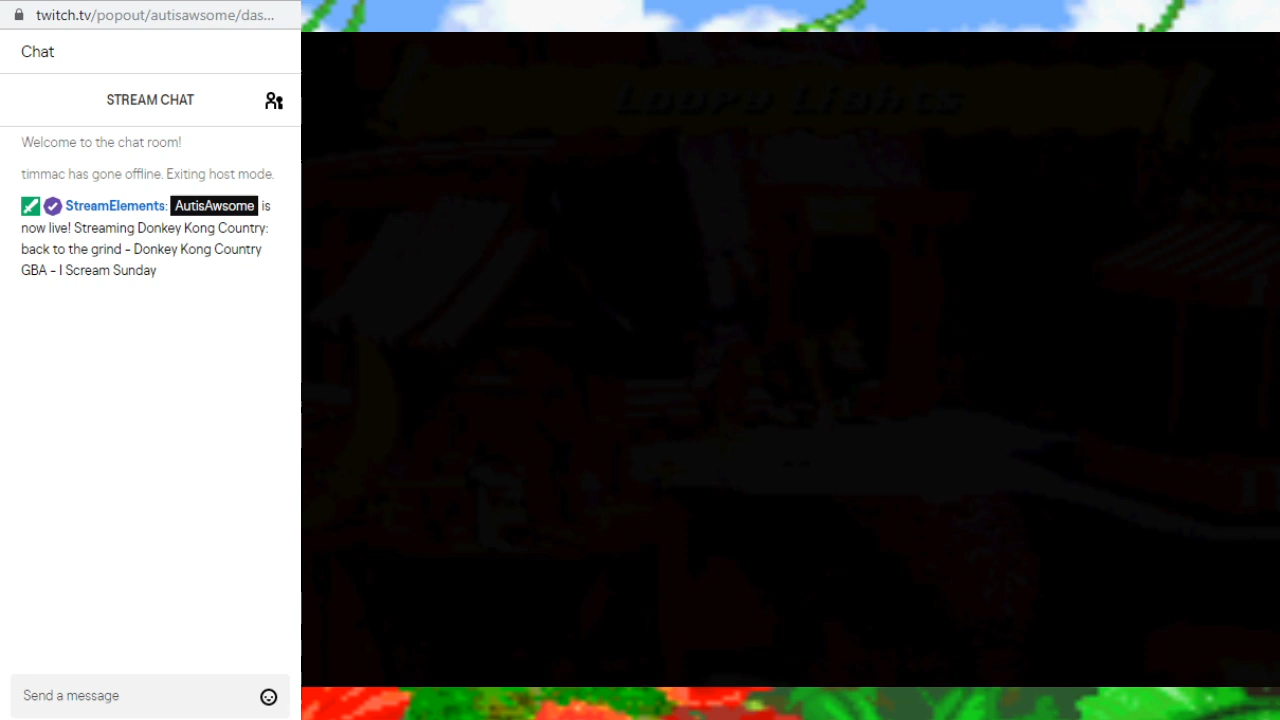 twitch.tv/popout/autisawsome/das...
Chat
STREAM CHAT
Welcome to the chat room!
timmac has gone offline. Exiting host mode.
StreamElements: AutisAwsome is
now live! Streaming Donkey Kong Country:
back to the grind - Donkey Kong Country
GBA - I Scream Sunday
Loopy Lights
Send a message